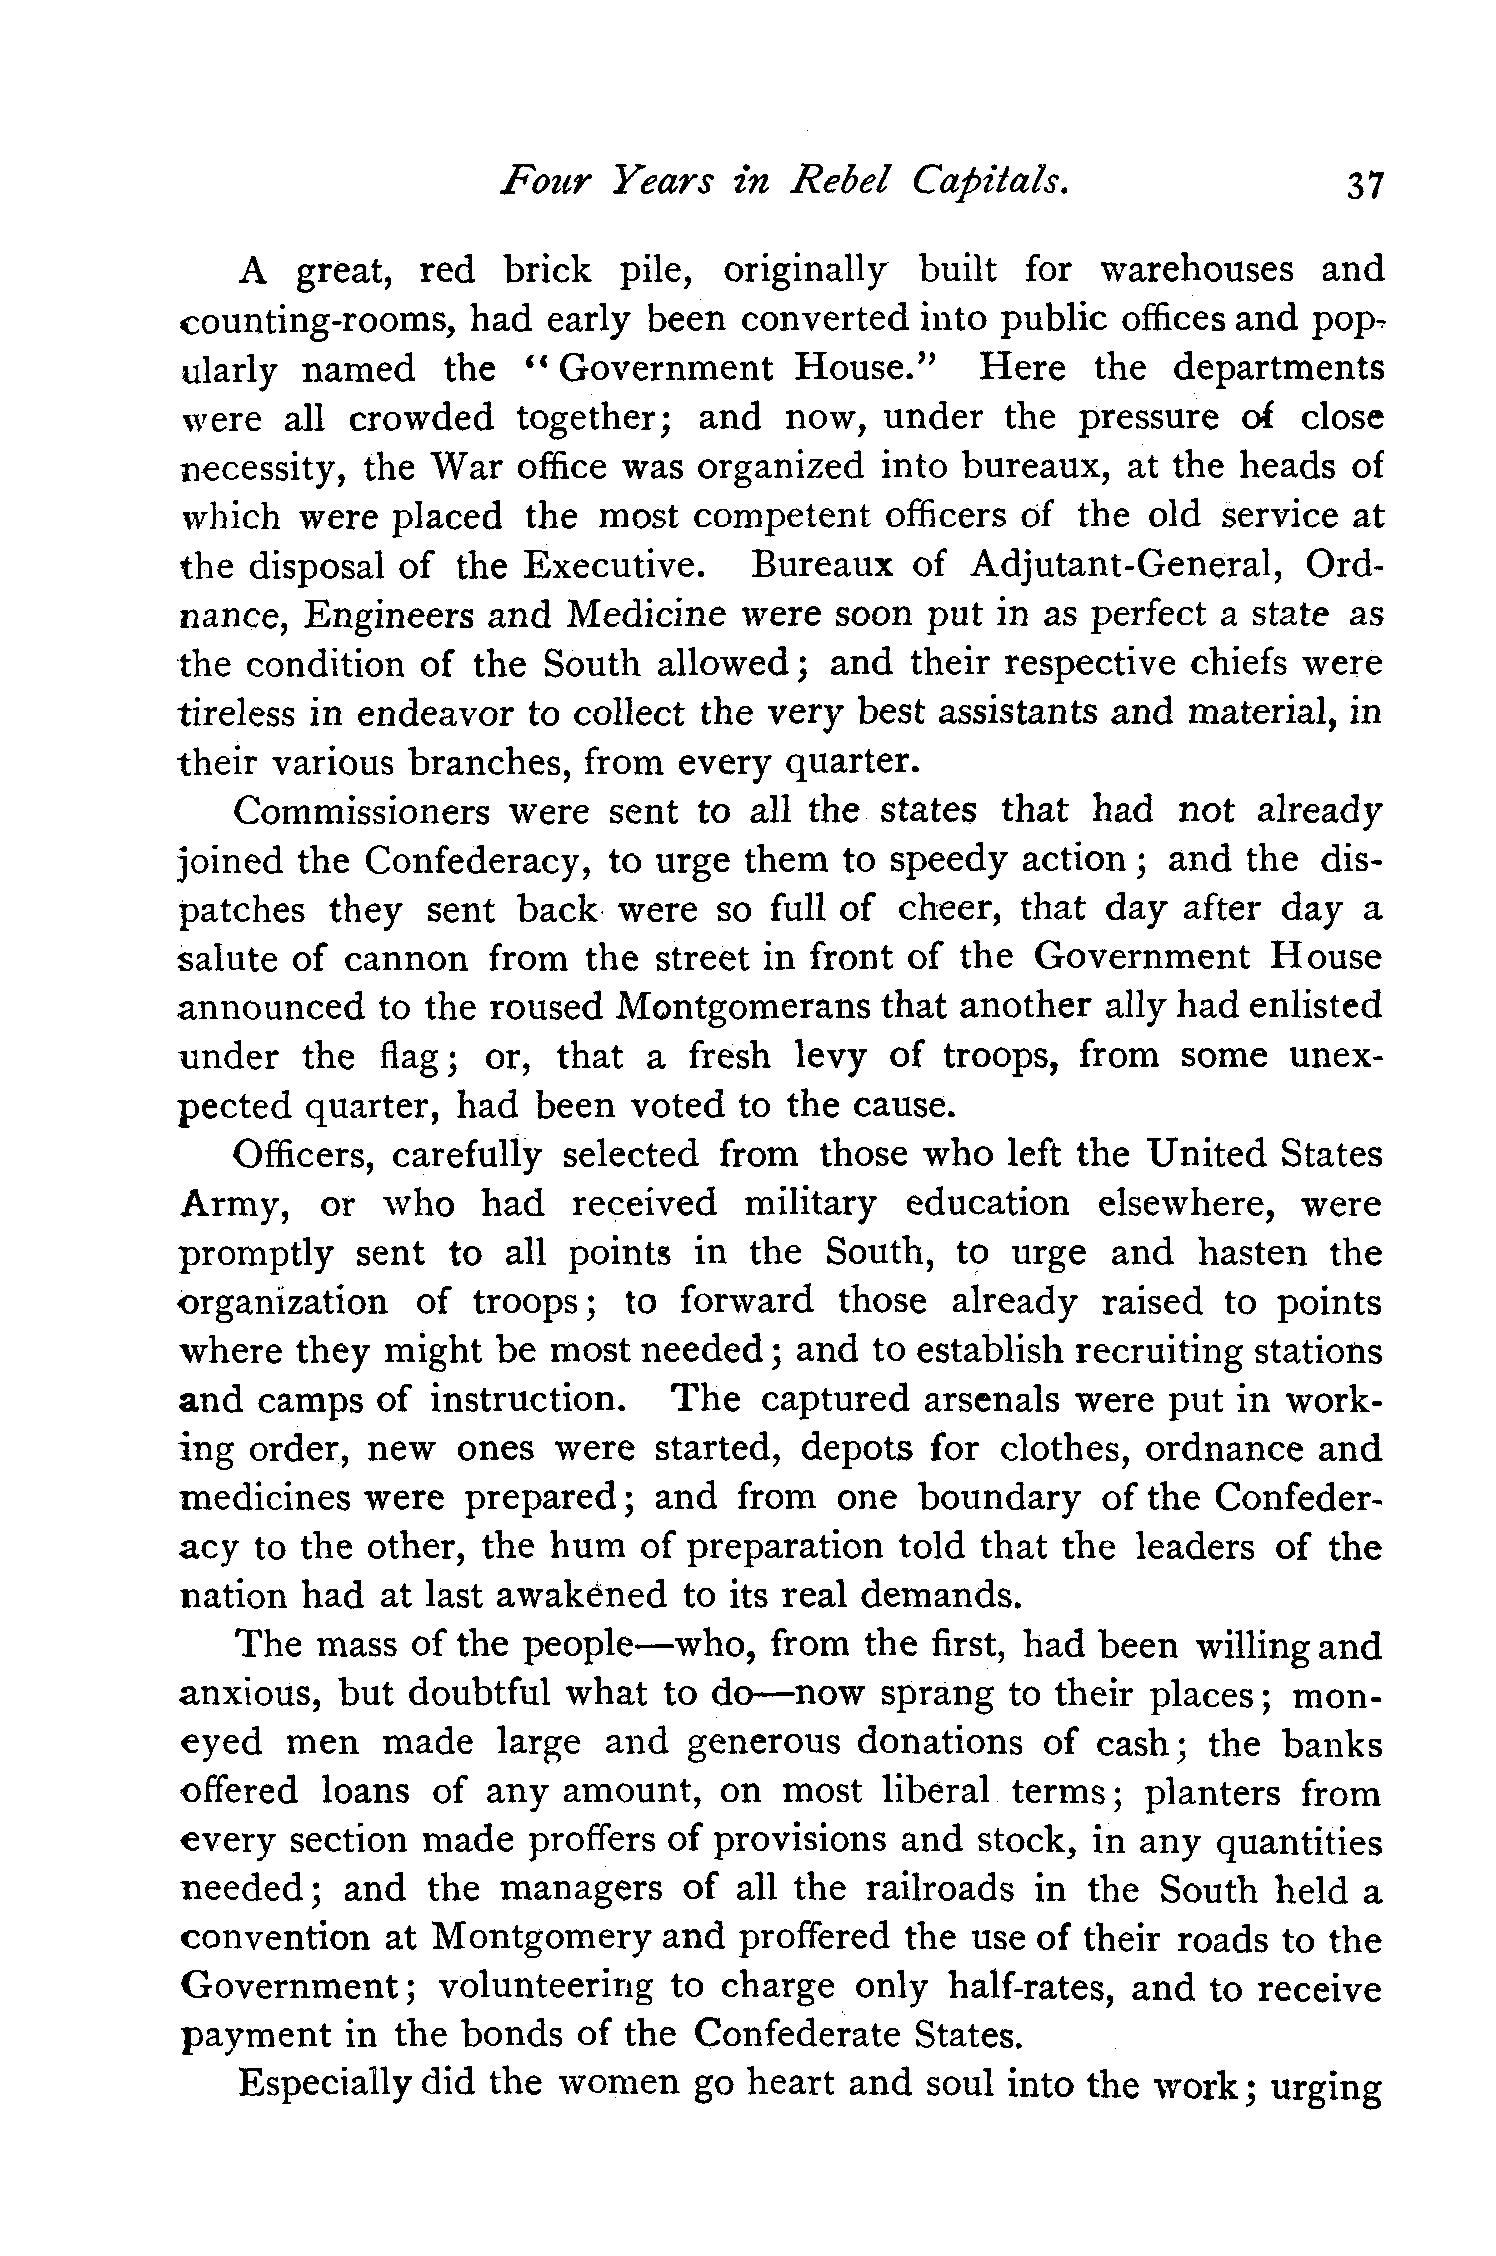 Four Years in Rebel Capitals. 37
A great, red brick pile, originally built for warehouses and
counting-rooms, had early been converted into public offices and pop-
ularly named the “Government House.” Here the departments
were all crowded together; and now, under the pressure of close
necessity, the War office was organized into bureaux, at the heads of
which were placed the most competent officers of the old service at
the disposal of the Executive. Bureaux of Adjutant-General, Ord-
nance, Engineers and Medicine were soon put in as perfect a state as
the condition of the South allowed; and their respective chiefs were
tireless in endeavor to collect the very best assistants and material, in
their various branches, from every quarter.
Commissioners were sent to all the states that had not already
joined the Confederacy, to urge them to speedy action; and the dis-
patches they sent back were so full of cheer, that day after day a
salute of cannon from the street in front of the Government House
announced to the roused Montgomerans that another ally had enlisted
under the flag; or, that a fresh levy of troops, from some unex-
pected quarter, had been voted to the cause.
Officers, carefully selected from those who left the United States
Army, or who had received military education elsewhere, were
promptly sent to all points in the South, to urge and hasten the
organization of troops; to forward those already raised to points
where they might be most needed; and to establish recruiting stations
and camps of instruction. The captured arsenals were put in work-
ing order, new ones were started, depots for clothes, ordnance and
medicines were prepared; and from one boundary of the Confeder-
acy to the other, the hum of preparation told that the leaders of the
nation had at last awakened to its real demands.
The mass of the people—who, from the first, had been willing and
anxious, but doubtful what to do—now sprang to their places; mon-
eyed men made large and generous donations of cash; the banks
offered loans of any amount, on most liberal terms; planters from
every section made proffers of provisions and stock, in any quantities
needed; and the managers of all the railroads in the South held a
convention at Montgomery and proffered the use of their roads to the
Government; volunteering to charge only half-rates, and to receive
payment in the bonds of the Confederate States.
Especially did the women go heart and soul into the work; urging